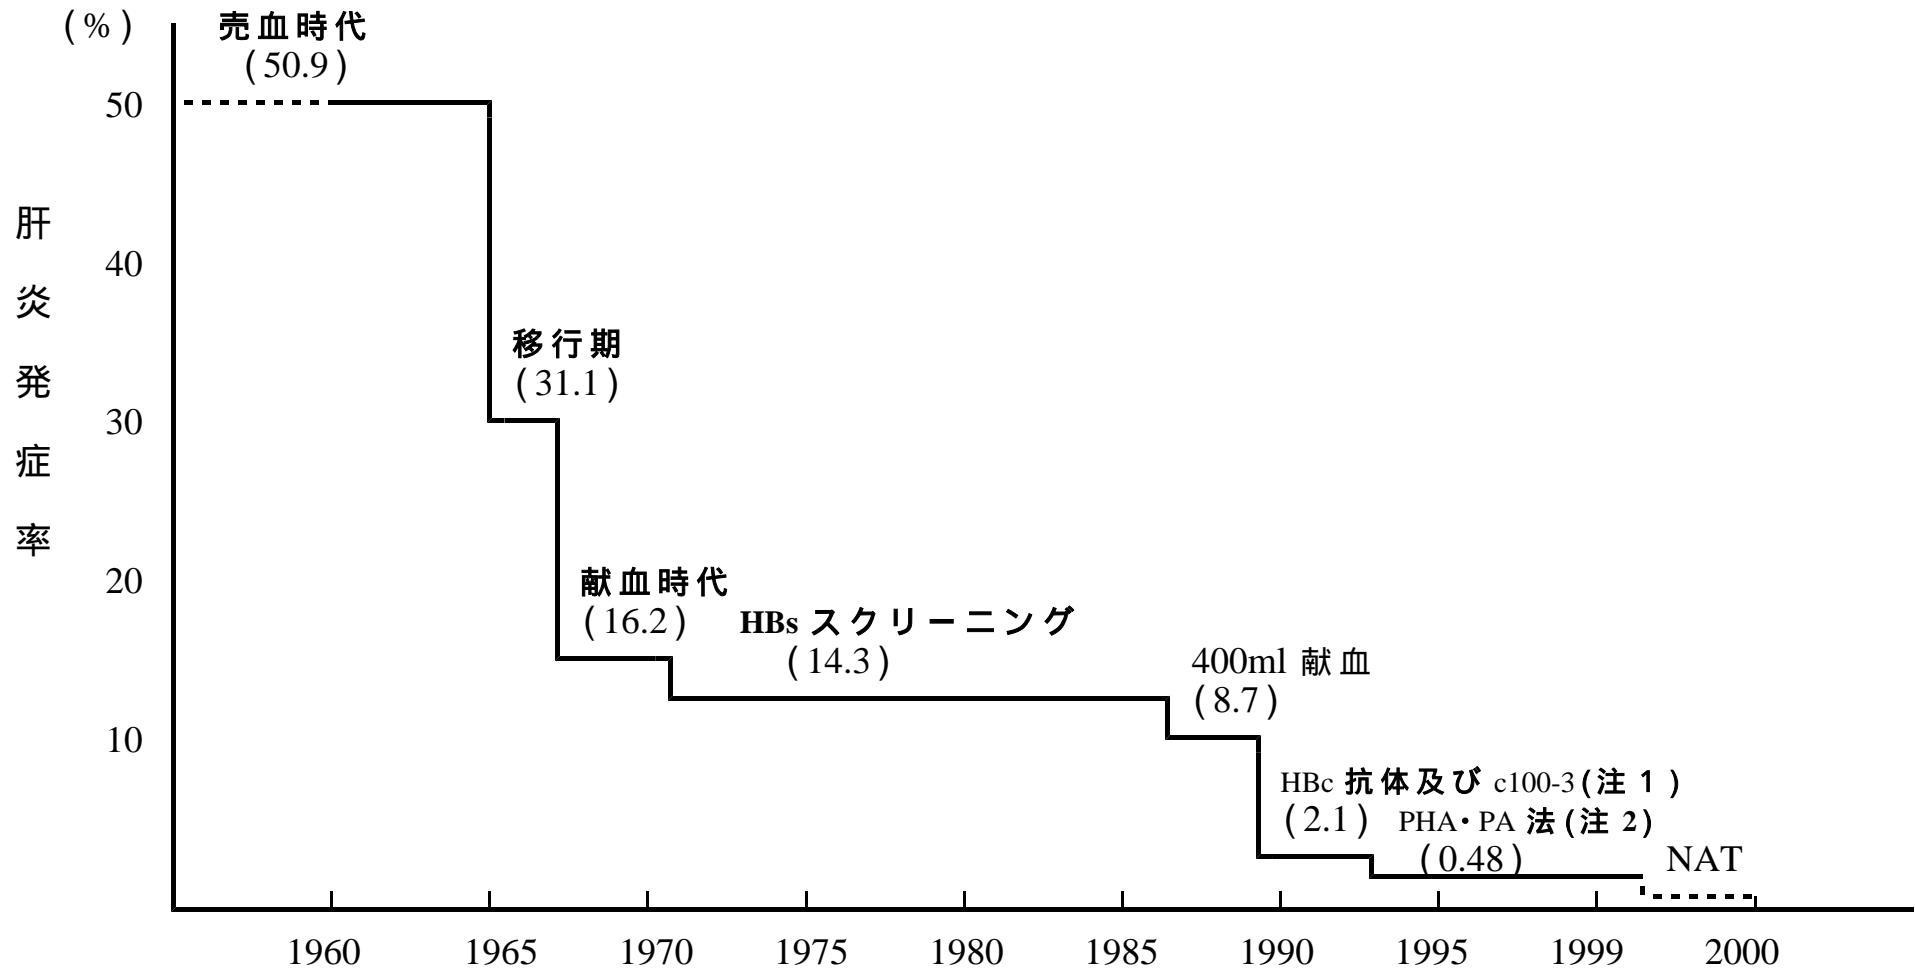 (%)
売血時代
(50.9)
50
肝炎発症率
40
移行期
(31.1)
30
20
献血時代
(16.2)
HBs スクリーニング
(14.3)
400ml 献血
(8.7)
10
HBc 抗体及び c100-3(注１)
(2.1) PHA・PA 法(注 2)
(0.48)
NAT
1960 1965 1970 1975 1980 1985 1990 1995 1999 2000